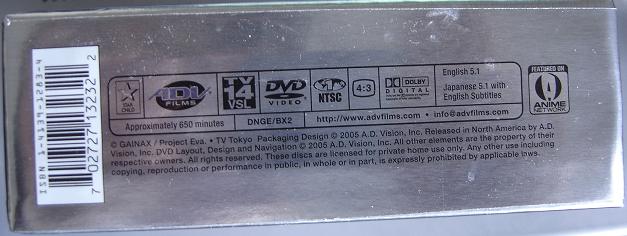 ISBN 1-4139-1283-4
7 02727 13232 2
STAR CHILD
ADV FILMS
TV 14 VSL
DVD VIDEO
NTSC
4:3
DOLBY DIGITAL
English 5.1
Japanese 5.1 with
English Subtitles
FEATURED ON
ANIME
NETWORK
Approximately 650 minutes
DNGE/BX2
http://www.advfilms.com • info@advfilms.com
© GAINAX / Project Eva. • TV Tokyo Packaging Design © 2005 A.D. Vision, Inc. Released in North America by A.D.
Vision, Inc. DVD Layout, Design and Navigation © 2005 A.D. Vision, Inc. All other elements are the property of their
respective owners. All rights reserved. These discs are licensed for private home use only. Any other use including
copying, reproduction or performance in public, in whole or in part, is expressly prohibited by applicable laws.